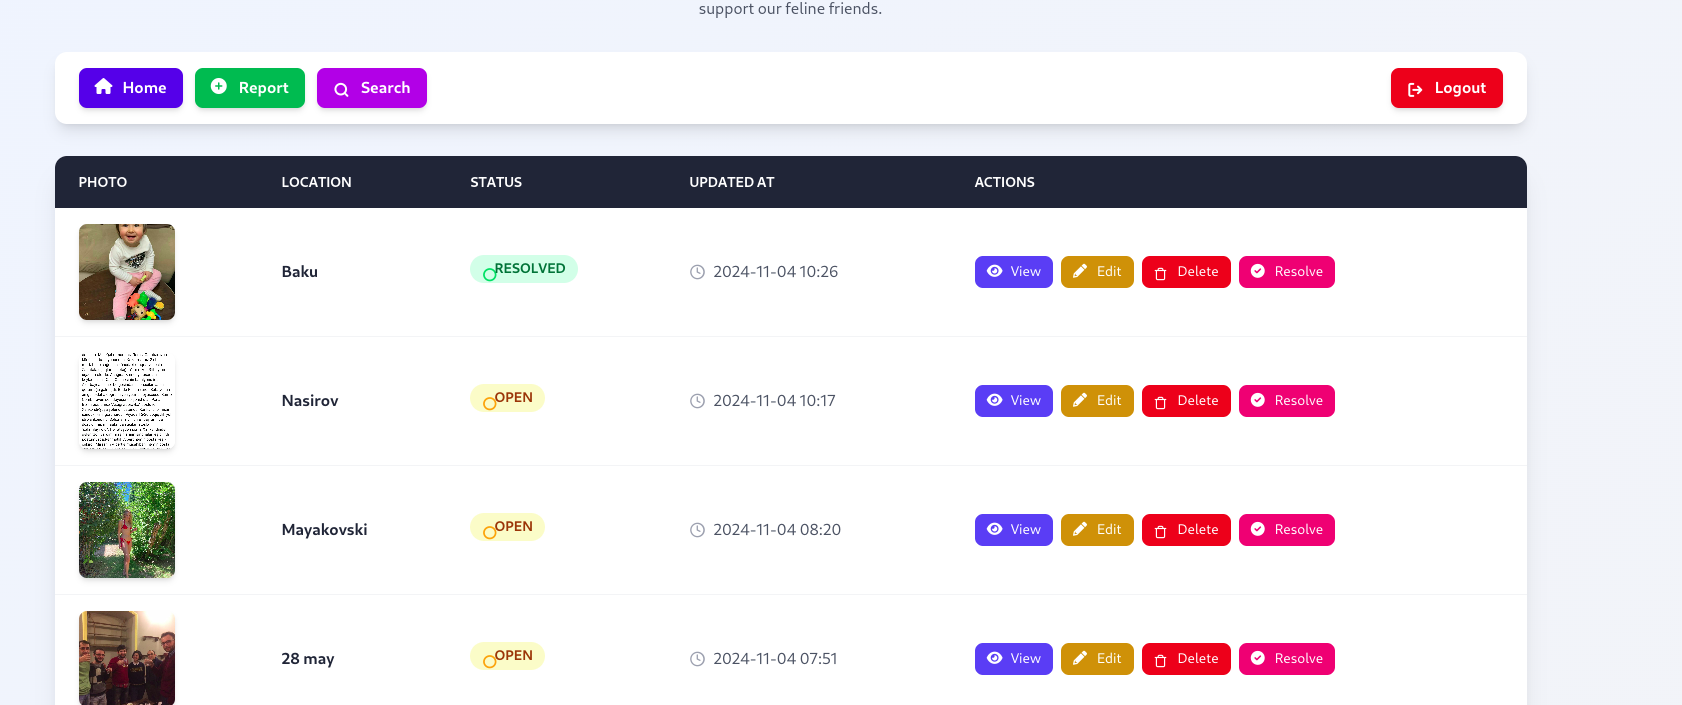 support our feline friends.
Home Report Search Logout
PHOTO LOCATION STATUS UPDATED AT ACTIONS
Baku RESOLVED 2024-11-04 10:26 View Edit Delete Resolve
Nasirov OPEN 2024-11-04 10:17 View Edit Delete Resolve
Mayakovski OPEN 2024-11-04 08:20 View Edit Delete Resolve
28 may OPEN 2024-11-04 07:51 View Edit Delete Resolve